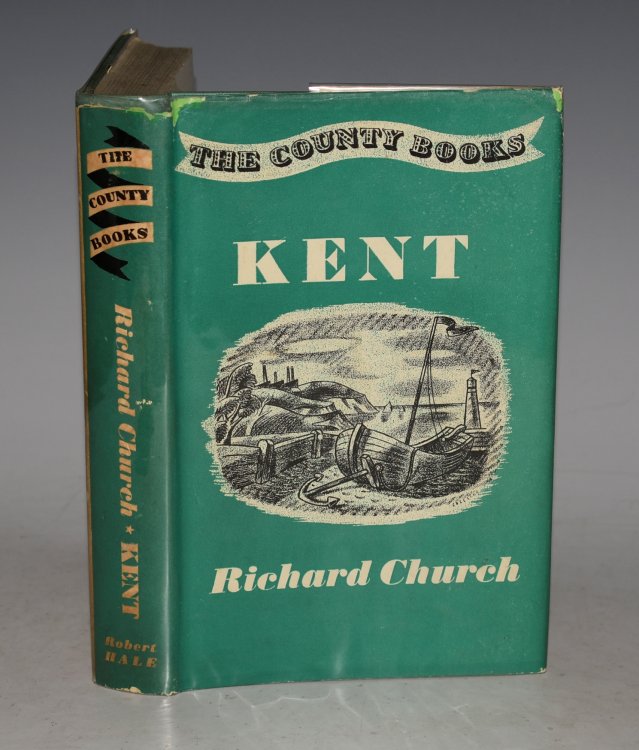 THE
COUNTY
BOOKS
Richard Church ★ KENT
Robert
HALE
THE COUNTY BOOKS
KENT
Richard Church